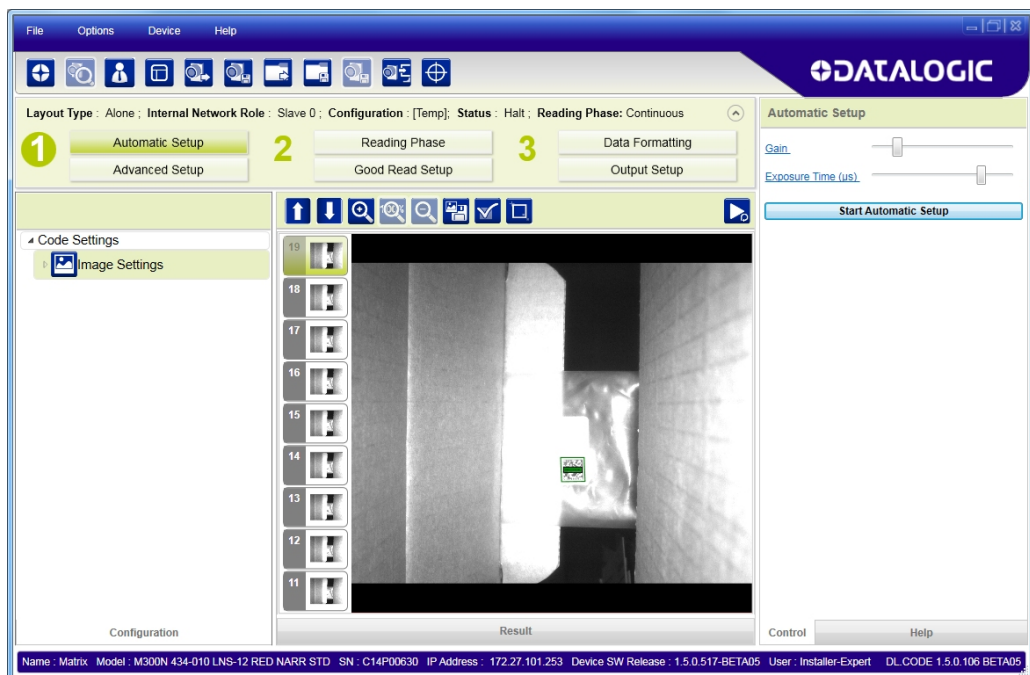 File Options Device Help
DATALOGIC
Layout Type : Alone ; Internal Network Role : Slave 0 ; Configuration : [Temp]; Status : Halt ; Reading Phase: Continuous
1 Automatic Setup 2 Reading Phase 3 Data Formatting
Advanced Setup Good Read Setup Output Setup
Automatic Setup
Gain
Exposure Time (µs)
Start Automatic Setup
100%
Code Settings
Image Settings
19
18
17
16
15
14
13
12
11
Configuration
Result
Control Help
Name : Matrix Model : M300N 434-010 LNS-12 RED NARR STD SN : C14P00630 IP Address : 172.27.101.253 Device SW Release : 1.5.0.517-BETA05 User : Installer-Expert DL.CODE 1.5.0.106 BETA05